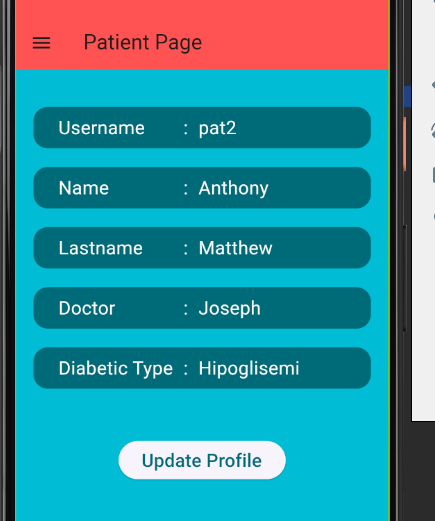 Patient Page
Username : pat2
Name : Anthony
Lastname : Matthew
Doctor : Joseph
Diabetic Type : Hipoglisemi
Update Profile